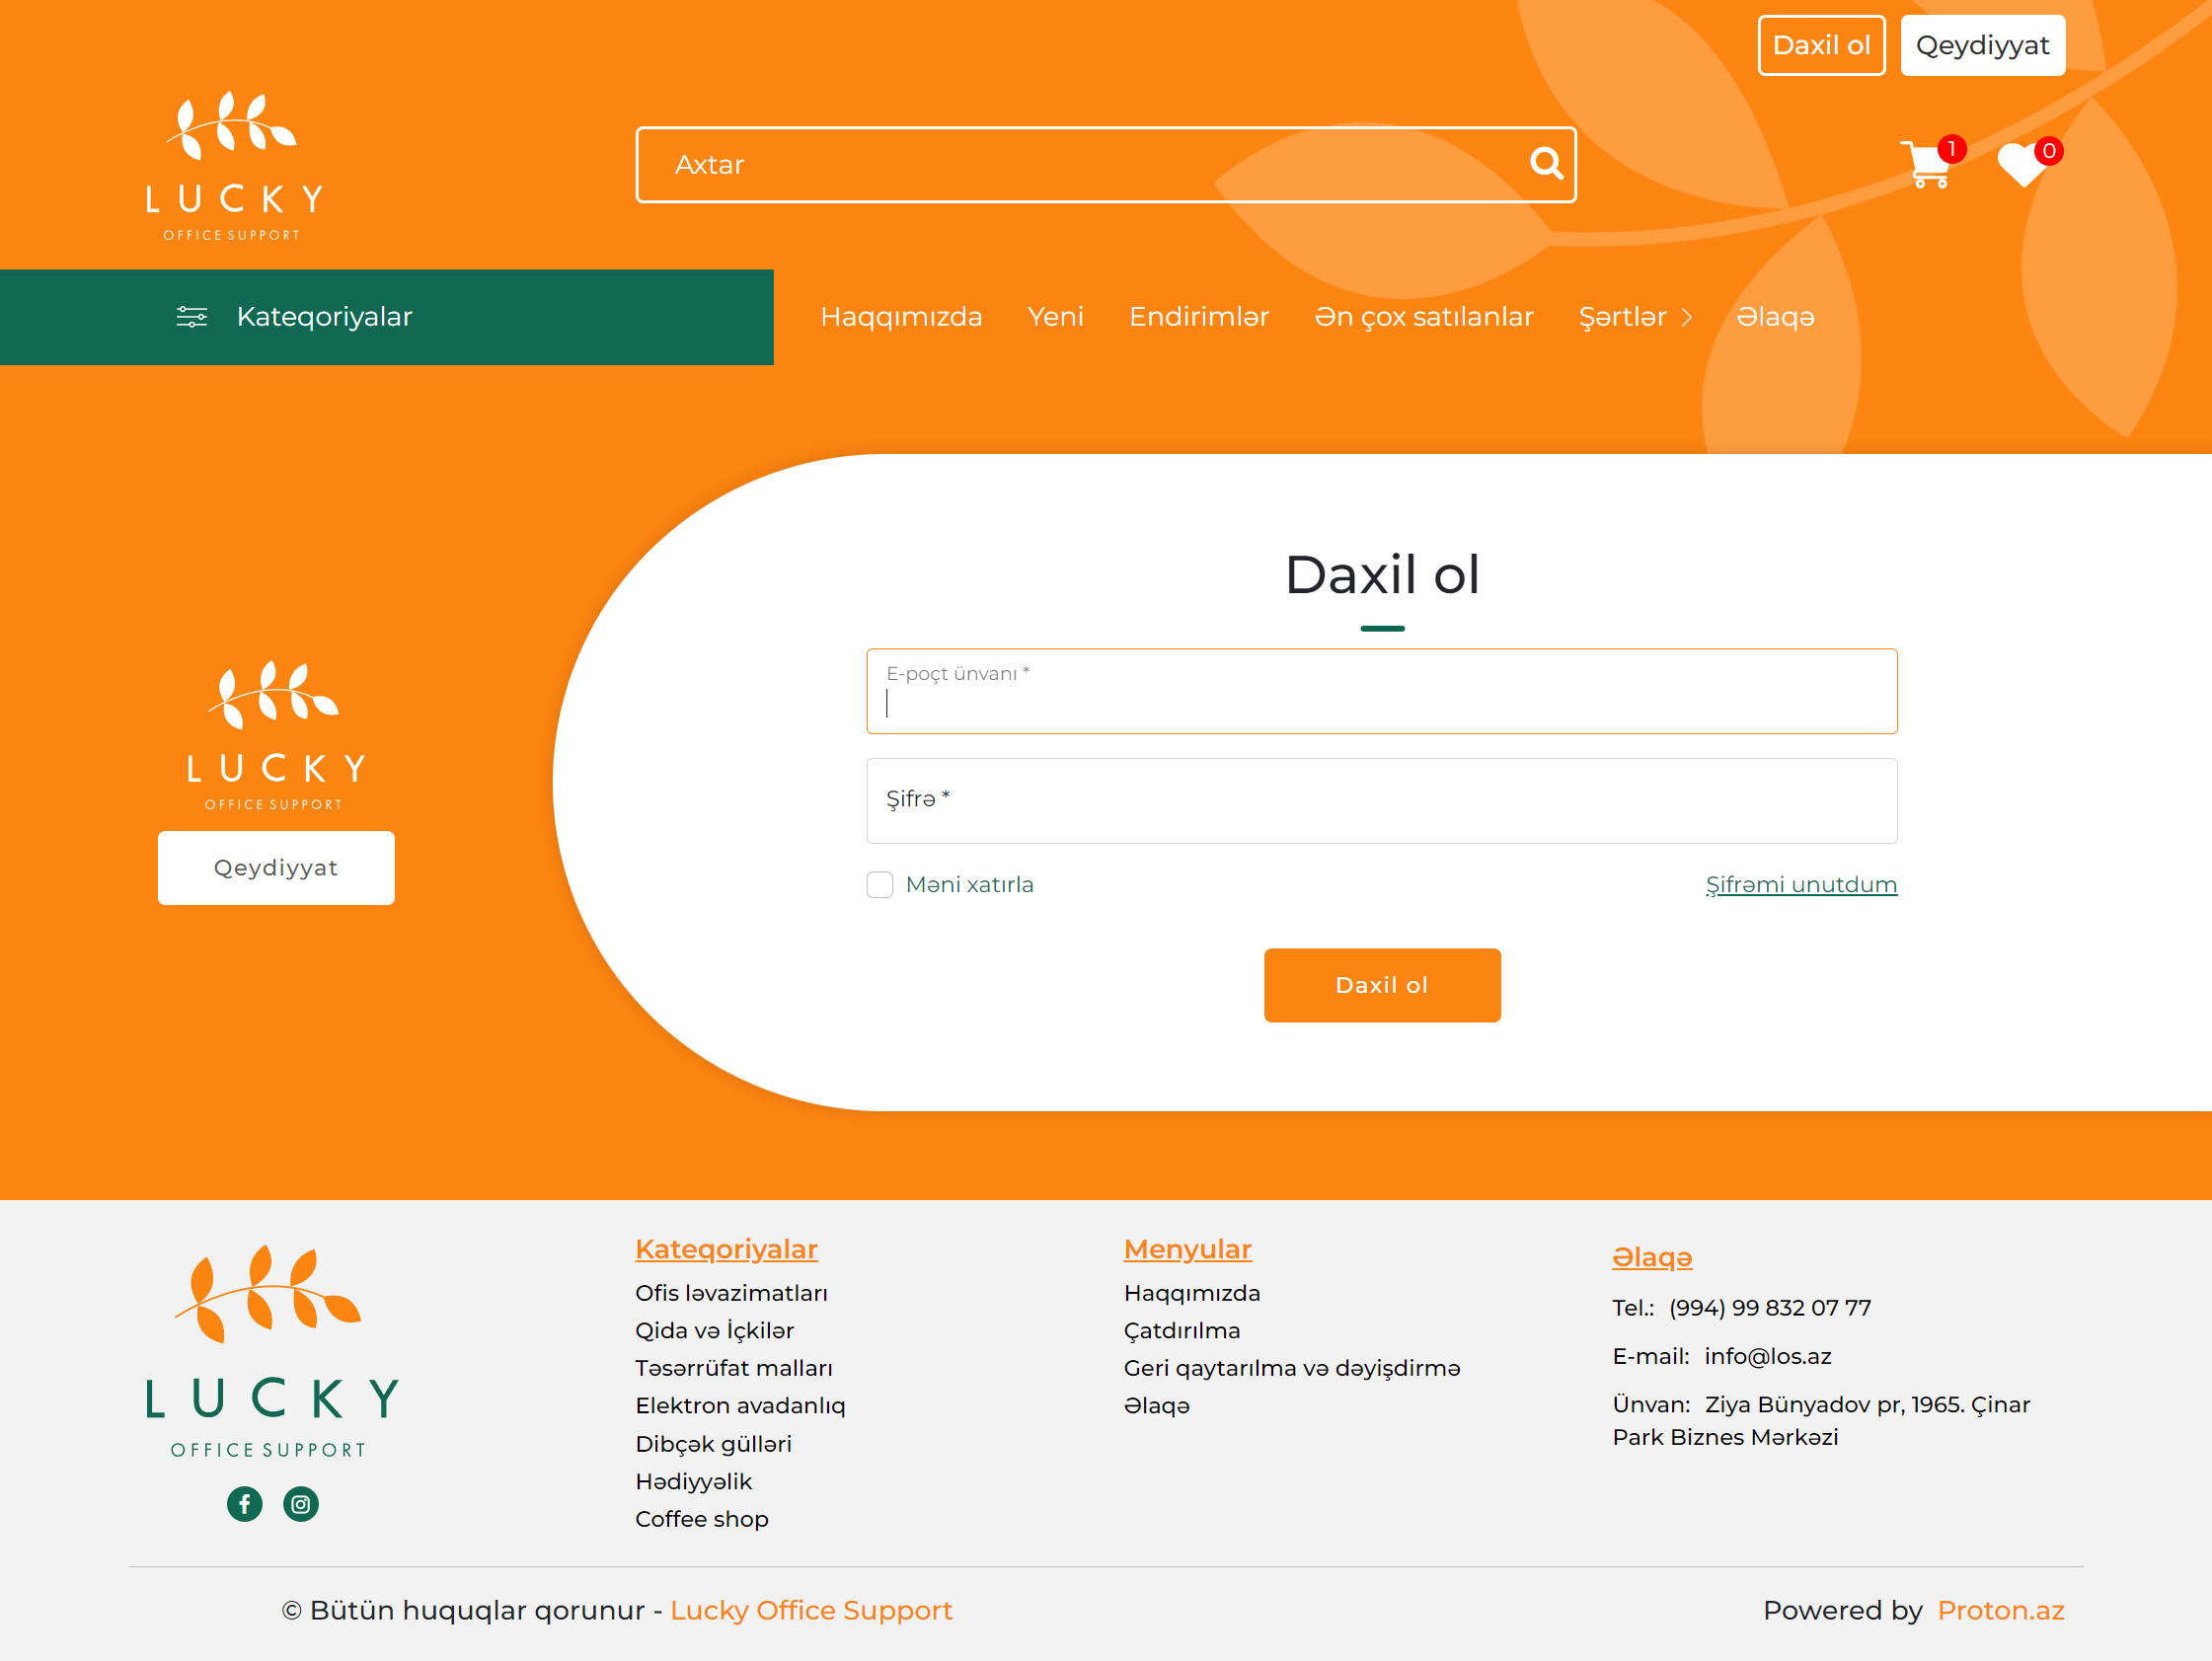 Daxil ol
Qeydiyyat
LUCKY
OFFICE SUPPORT
Axtar
1
0
Kateqoriyalar
Haqqımızda
Yeni
Endirimlər
Ən çox satılanlar
Şərtlər
Əlaqə
LUCKY
OFFICE SUPPORT
Qeydiyyat
Daxil ol
E-poçt ünvanı *
Şifrə *
Məni xatırla
Şifrəmi unutdum
Daxil ol
LUCKY
OFFICE SUPPORT
Kateqoriyalar
Ofis ləvazimatları
Qida və İçkilər
Təsərrüfat malları
Elektron avadanlıq
Dibçək gülləri
Hədiyyəlik
Coffee shop
Menyular
Haqqımızda
Çatdırılma
Geri qaytarılma və dəyişdirmə
Əlaqə
Əlaqə
Tel.: (994) 99 832 07 77
E-mail: info@los.az
Ünvan: Ziya Bünyadov pr, 1965. Çinar
Park Biznes Mərkəzi
© Bütün huquqlar qorunur - Lucky Office Support
Powered by Proton.az